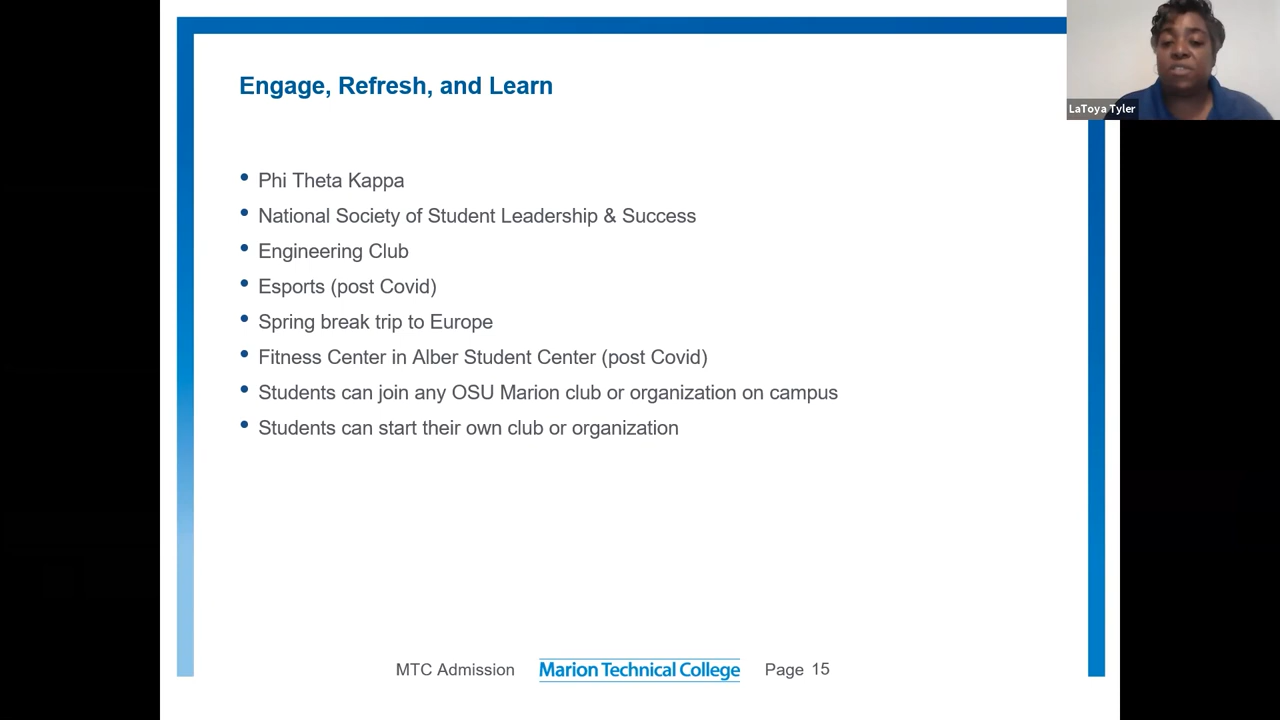 Engage, Refresh, and Learn
LaToya Tyler
• Phi Theta Kappa
• National Society of Student Leadership & Success
• Engineering Club
• Esports (post Covid)
• Spring break trip to Europe
• Fitness Center in Alber Student Center (post Covid)
• Students can join any OSU Marion club or organization on campus
• Students can start their own club or organization
MTC Admission Marion Technical College Page 15